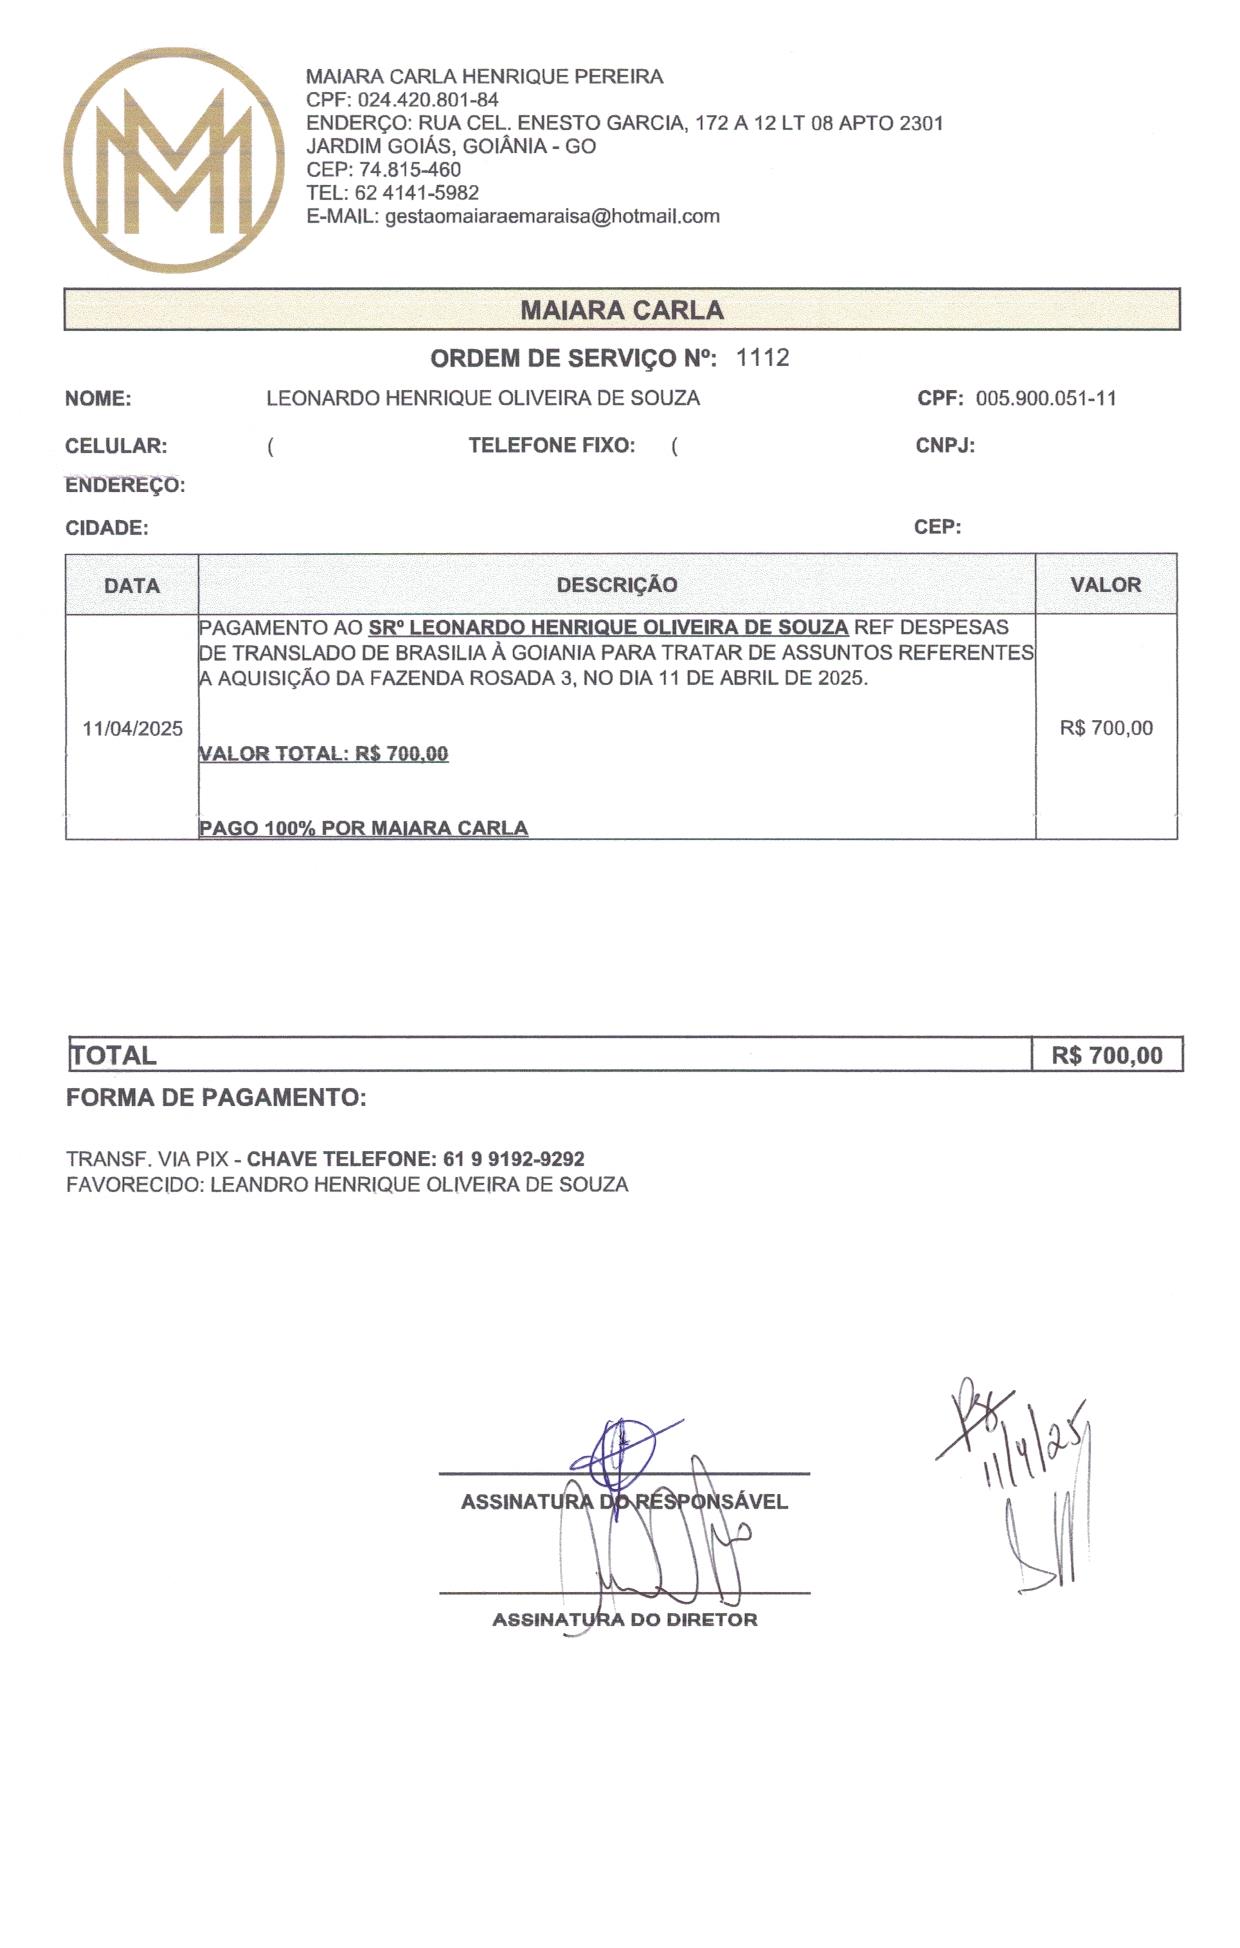 MAIARA CARLA HENRIQUE PEREIRA
CPF: 024.420.801-84
ENDERÇO: RUA CEL. ENESTO GARCIA, 172 A 12 LT 08 APTO 2301
JARDIM GOIÁS, GOIÂNIA - GO
CEP: 74.815-460
TEL: 62 4141-5982
E-MAIL: gestaomaiaraemaraisa@hotmail.com
MAIARA CARLA
ORDEM DE SERVIÇO Nº: 1112
NOME: LEONARDO HENRIQUE OLIVEIRA DE SOUZA CPF: 005.900.051-11
CELULAR: ( TELEFONE FIXO: ( CNPJ:
ENDEREÇO:
CIDADE: CEP:
DATA DESCRIÇÃO VALOR
PAGAMENTO AO SRº LEONARDO HENRIQUE OLIVEIRA DE SOUZA REF DESPESAS
DE TRANSLADO DE BRASILIA À GOIANIA PARA TRATAR DE ASSUNTOS REFERENTES
A AQUISIÇÃO DA FAZENDA ROSADA 3, NO DIA 11 DE ABRIL DE 2025.
11/04/2025 R$ 700,00
VALOR TOTAL: R$ 700,00
PAGO 100% POR MAIARA CARLA
TOTAL R$ 700,00
FORMA DE PAGAMENTO:
TRANSF. VIA PIX - CHAVE TELEFONE: 61 9 9192-9292
FAVORECIDO: LEANDRO HENRIQUE OLIVEIRA DE SOUZA
11/4/25
ASSINATURA DO RESPONSÁVEL
ASSINATURA DO DIRETOR